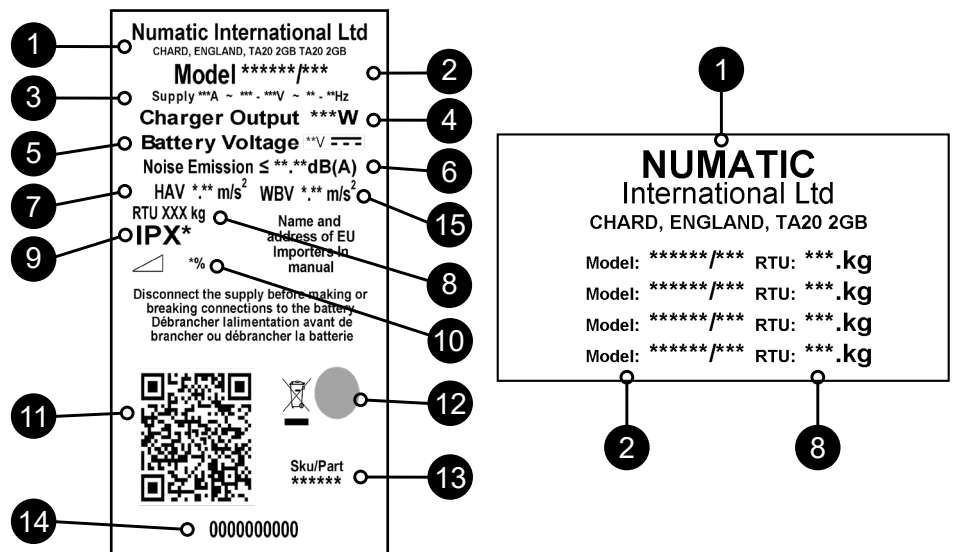 1
Numatic International Ltd
CHARD, ENGLAND, TA20 2GB TA20 2GB
Model ******/***
2
3
Supply ***A ~ *** - ***V ~ ** - **Hz
Charger Output ***W
4
5
Battery Voltage **V
Noise Emission ≤ **.**dB(A)
6
7
HAV *.** m/s² WBV *.** m/s²
15
RTU XXX kg
8
9
IPX*
Name and
address of EU
Importers In
manual
*%
10
Disconnect the supply before making or
breaking connections to the battery
Débrancher lalimentation avant de
brancher ou débrancher la batterie
11
12
Sku/Part
******
13
14
0000000000
1
NUMATIC
International Ltd
CHARD, ENGLAND, TA20 2GB
Model: ******/*** RTU: ***.kg
Model: ******/*** RTU: ***.kg
Model: ******/*** RTU: ***.kg
Model: ******/*** RTU: ***.kg
2
8